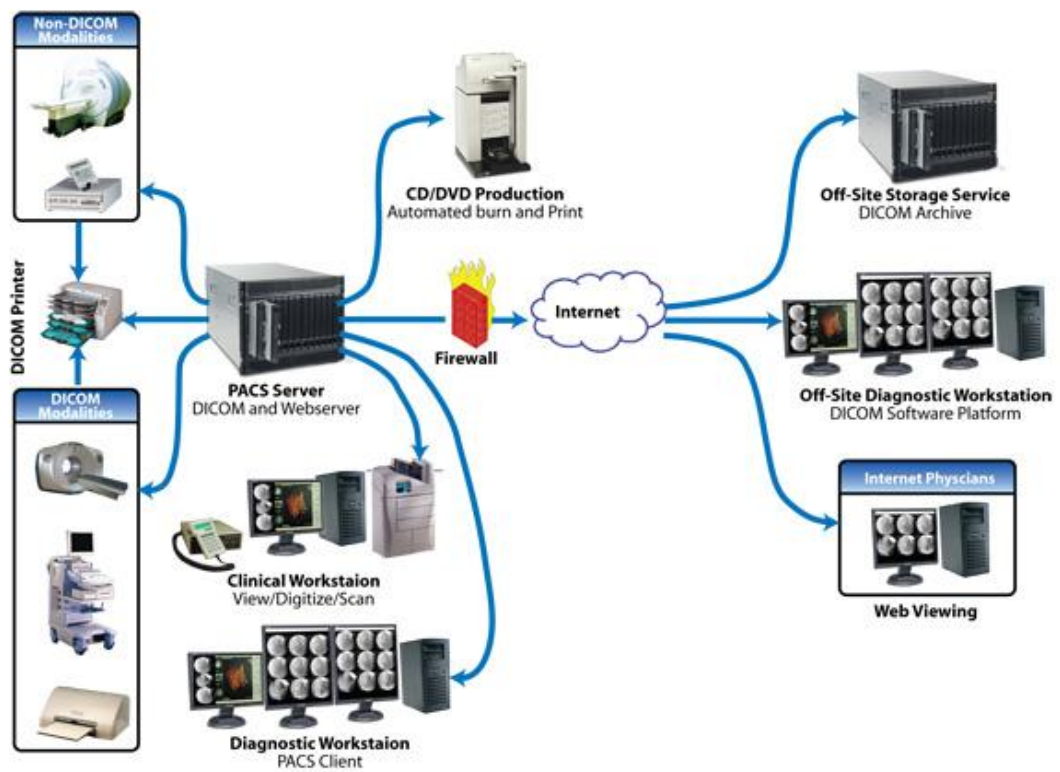 Non-DICOM
Modalities
CD/DVD Production
Automated burn and Print
Off-Site Storage Service
DICOM Archive
DICOM Printer
PACS Server
DICOM and Webserver
Firewall
Internet
Off-Site Diagnostic Workstation
DICOM Software Platform
DICOM
Modalities
Clinical Workstaion
View/Digitize/Scan
Internet Physcians
Web Viewing
Diagnostic Workstaion
PACS Client